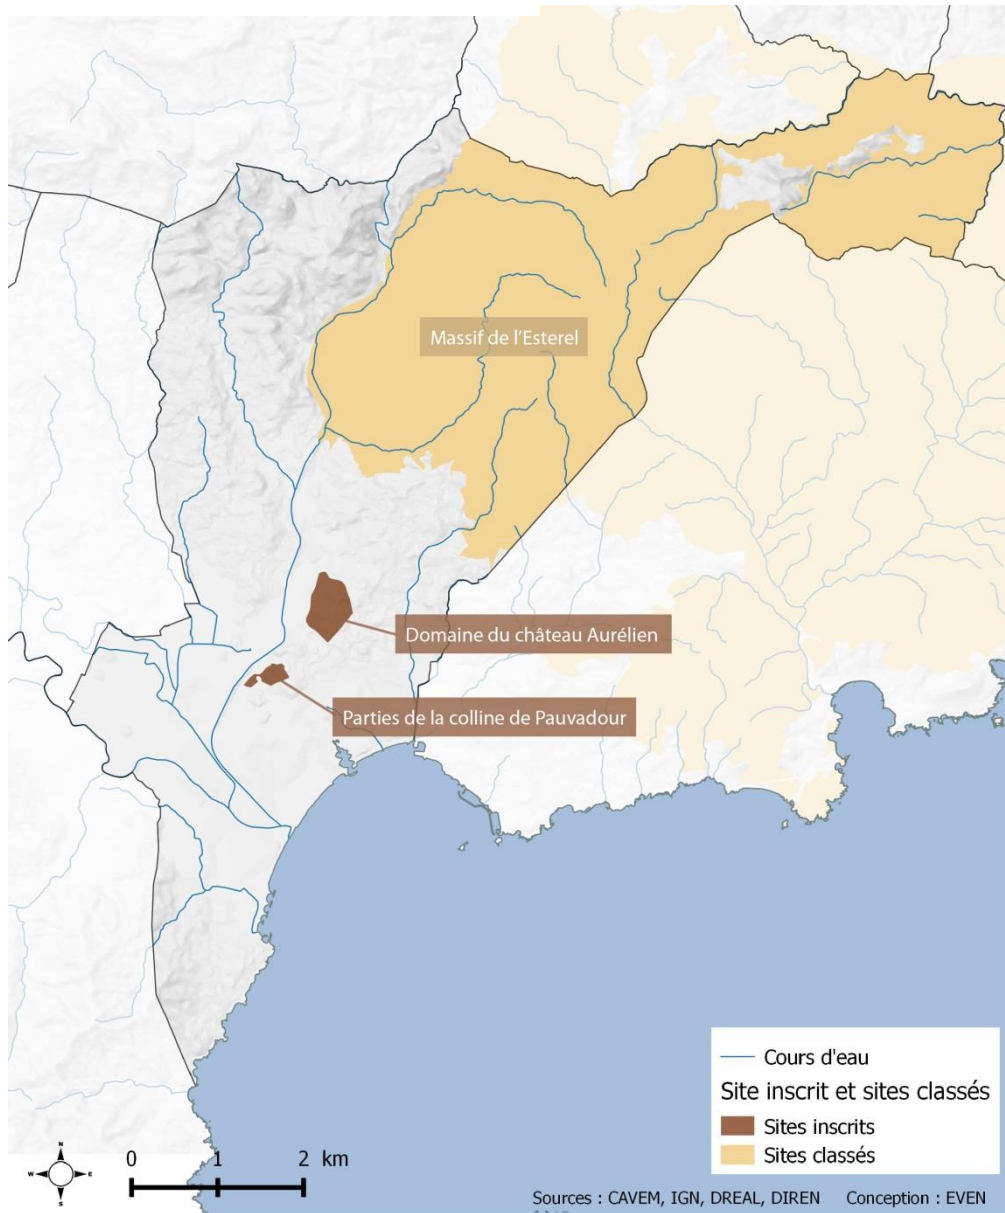 Massif de l'Esterel
Domaine du château Aurélien
Parties de la colline de Pauvadour
Cours d'eau
Site inscrit et sites classés
Sites inscrits
Sites classés
N
W E
S
0 1 2 km
Sources : CAVEM, IGN, DREAL, DIREN Conception : EVEN